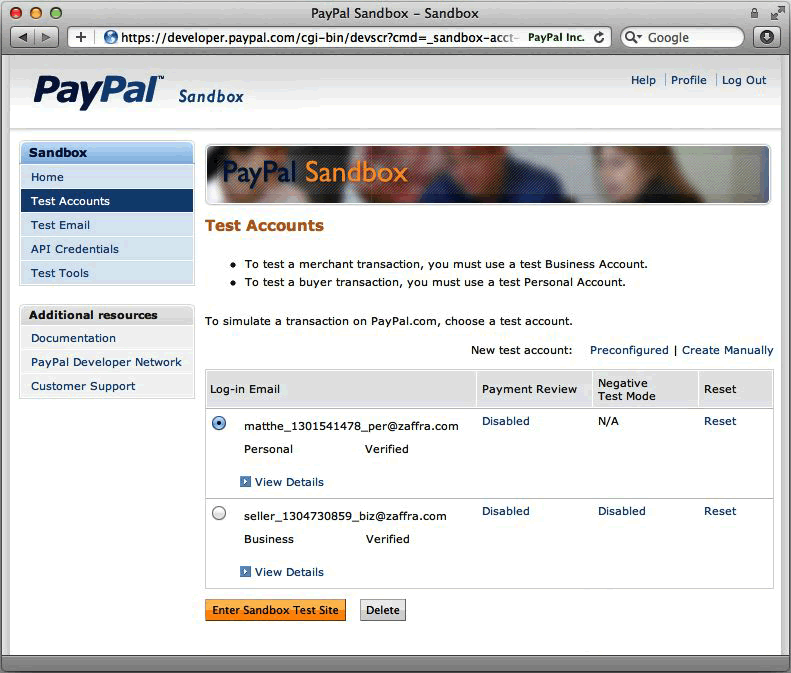 PayPal Sandbox – Sandbox
https://developer.paypal.com/cgi-bin/devscr?cmd=_sandbox-acct- PayPal Inc.
Google
PayPal™ Sandbox
Help Profile Log Out
Sandbox
Home
Test Accounts
Test Email
API Credentials
Test Tools
Additional resources
Documentation
PayPal Developer Network
Customer Support
PayPal Sandbox
Test Accounts
• To test a merchant transaction, you must use a test Business Account.
• To test a buyer transaction, you must use a test Personal Account.
To simulate a transaction on PayPal.com, choose a test account.
New test account: Preconfigured | Create Manually
Log-in Email Payment Review Negative Test Mode Reset
matthe_1301541478_per@zaffra.com Disabled N/A Reset
Personal Verified
View Details
seller_1304730859_biz@zaffra.com Disabled Disabled Reset
Business Verified
View Details
Enter Sandbox Test Site Delete